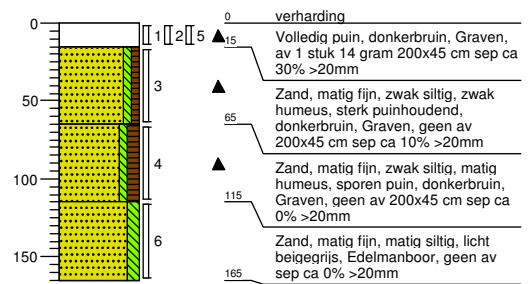 0
50
100
150
1
2
5
3
4
6
0
verharding
15
Volledig puin, donkerbruin, Graven,
av 1 stuk 14 gram 200x45 cm sep ca
30% >20mm
65
Zand, matig fijn, zwak siltig, zwak
humeus, sterk puinhoudend,
donkerbruin, Graven, geen av
200x45 cm sep ca 10% >20mm
115
Zand, matig fijn, zwak siltig, matig
humeus, sporen puin, donkerbruin,
Graven, geen av 200x45 cm sep ca
0% >20mm
165
Zand, matig fijn, matig siltig, licht
beigegrijs, Edelmanboor, geen av
sep ca 0% >20mm